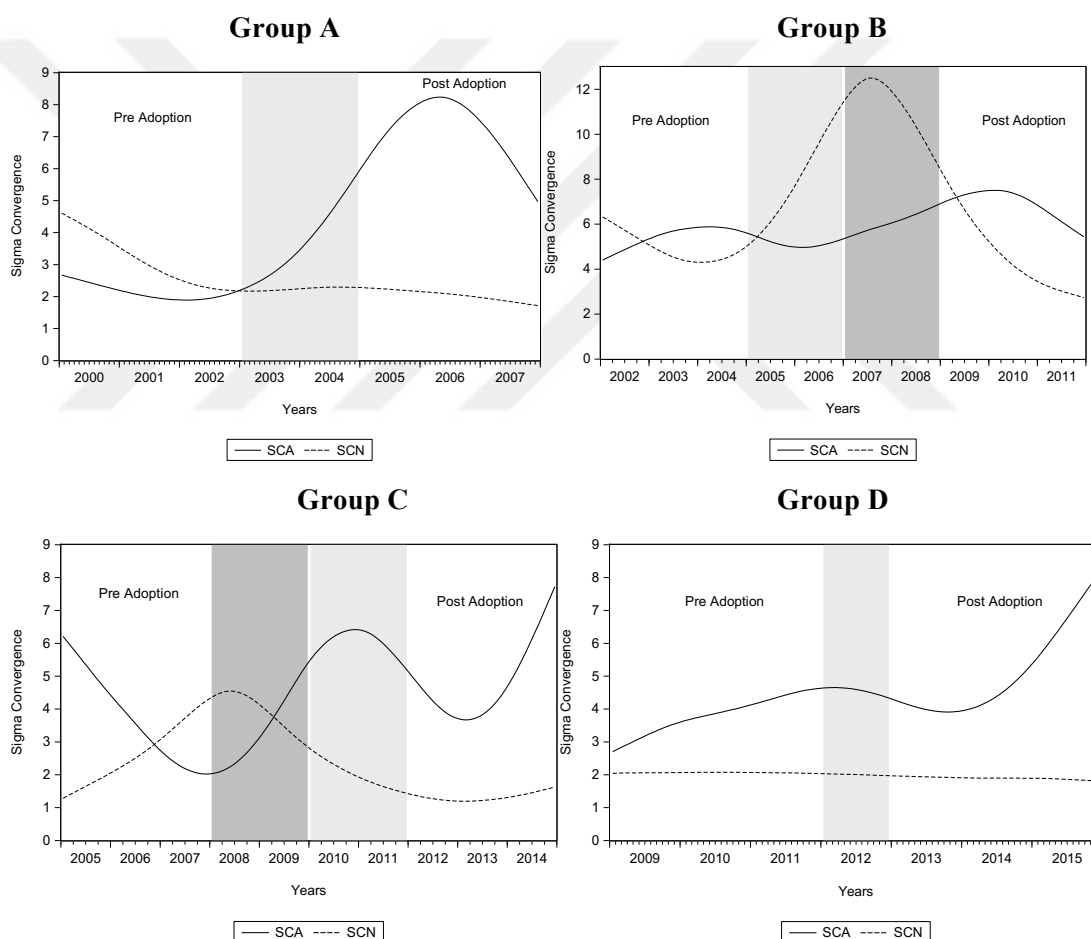 Group A
9
8
7
6
5
4
3
2
1
0
Sigma Convergence
Pre Adoption
Post Adoption
2000 2001 2002 2003 2004 2005 2006 2007
Years
SCA SCN
Group B
12
10
8
6
4
2
0
Sigma Convergence
Pre Adoption
Post Adoption
2002 2003 2004 2005 2006 2007 2008 2009 2010 2011
Years
SCA SCN
Group C
9
8
7
6
5
4
3
2
1
0
Sigma Convergence
Pre Adoption
Post Adoption
2005 2006 2007 2008 2009 2010 2011 2012 2013 2014
Years
SCA SCN
Group D
9
8
7
6
5
4
3
2
1
0
Sigma Convergence
Pre Adoption
Post Adoption
2009 2010 2011 2012 2013 2014 2015
Years
SCA SCN